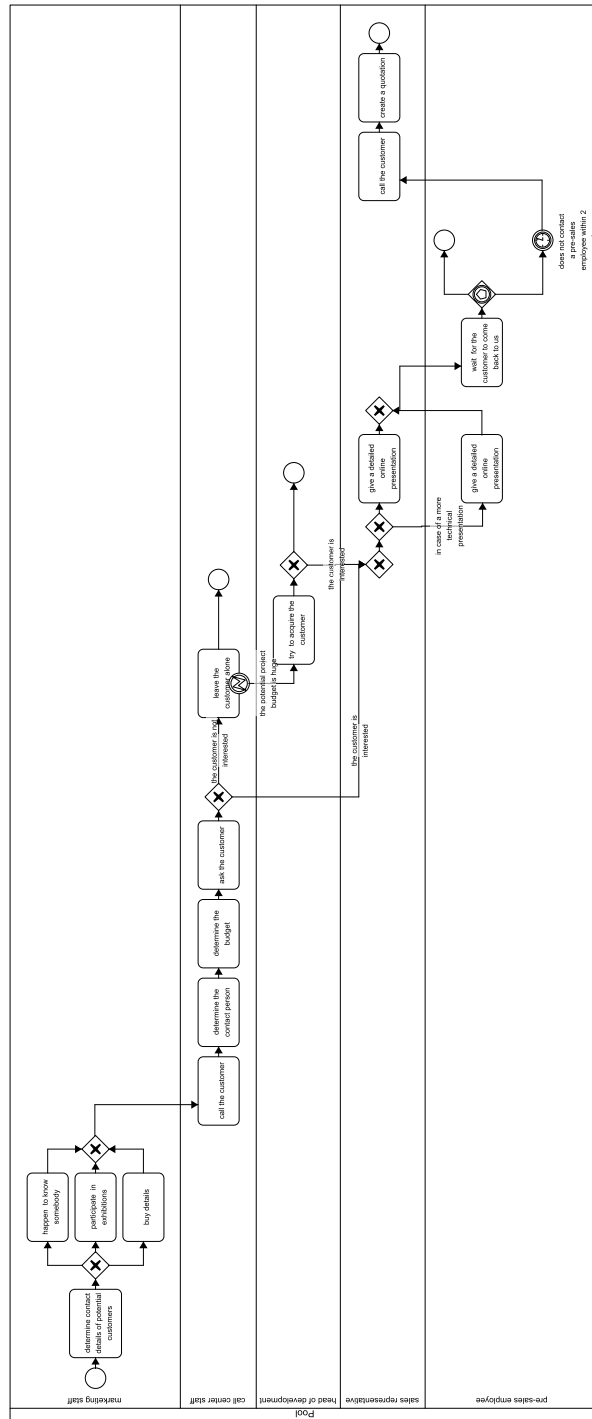 Pool
marketing staff
call center staff
head of development
sales representative
pre-sales employee
determine contact
details of potential
customers
happen to know
somebody
participate in
exhibitions
buy details
call the customer
determine the
contact person
determine the
budget
ask the customer
the customer is not
interested
leave the
customer alone
the potential project
budget is huge
try to acquire the
customer
the customer is
interested
the customer is
interested
give a detailed
online
presentation
in case of a more
technical
presentation
give a detailed
online
presentation
wait for the
customer to come
back to us
does not contact
a pre-sales
employee within 2
call the customer
create a quotation